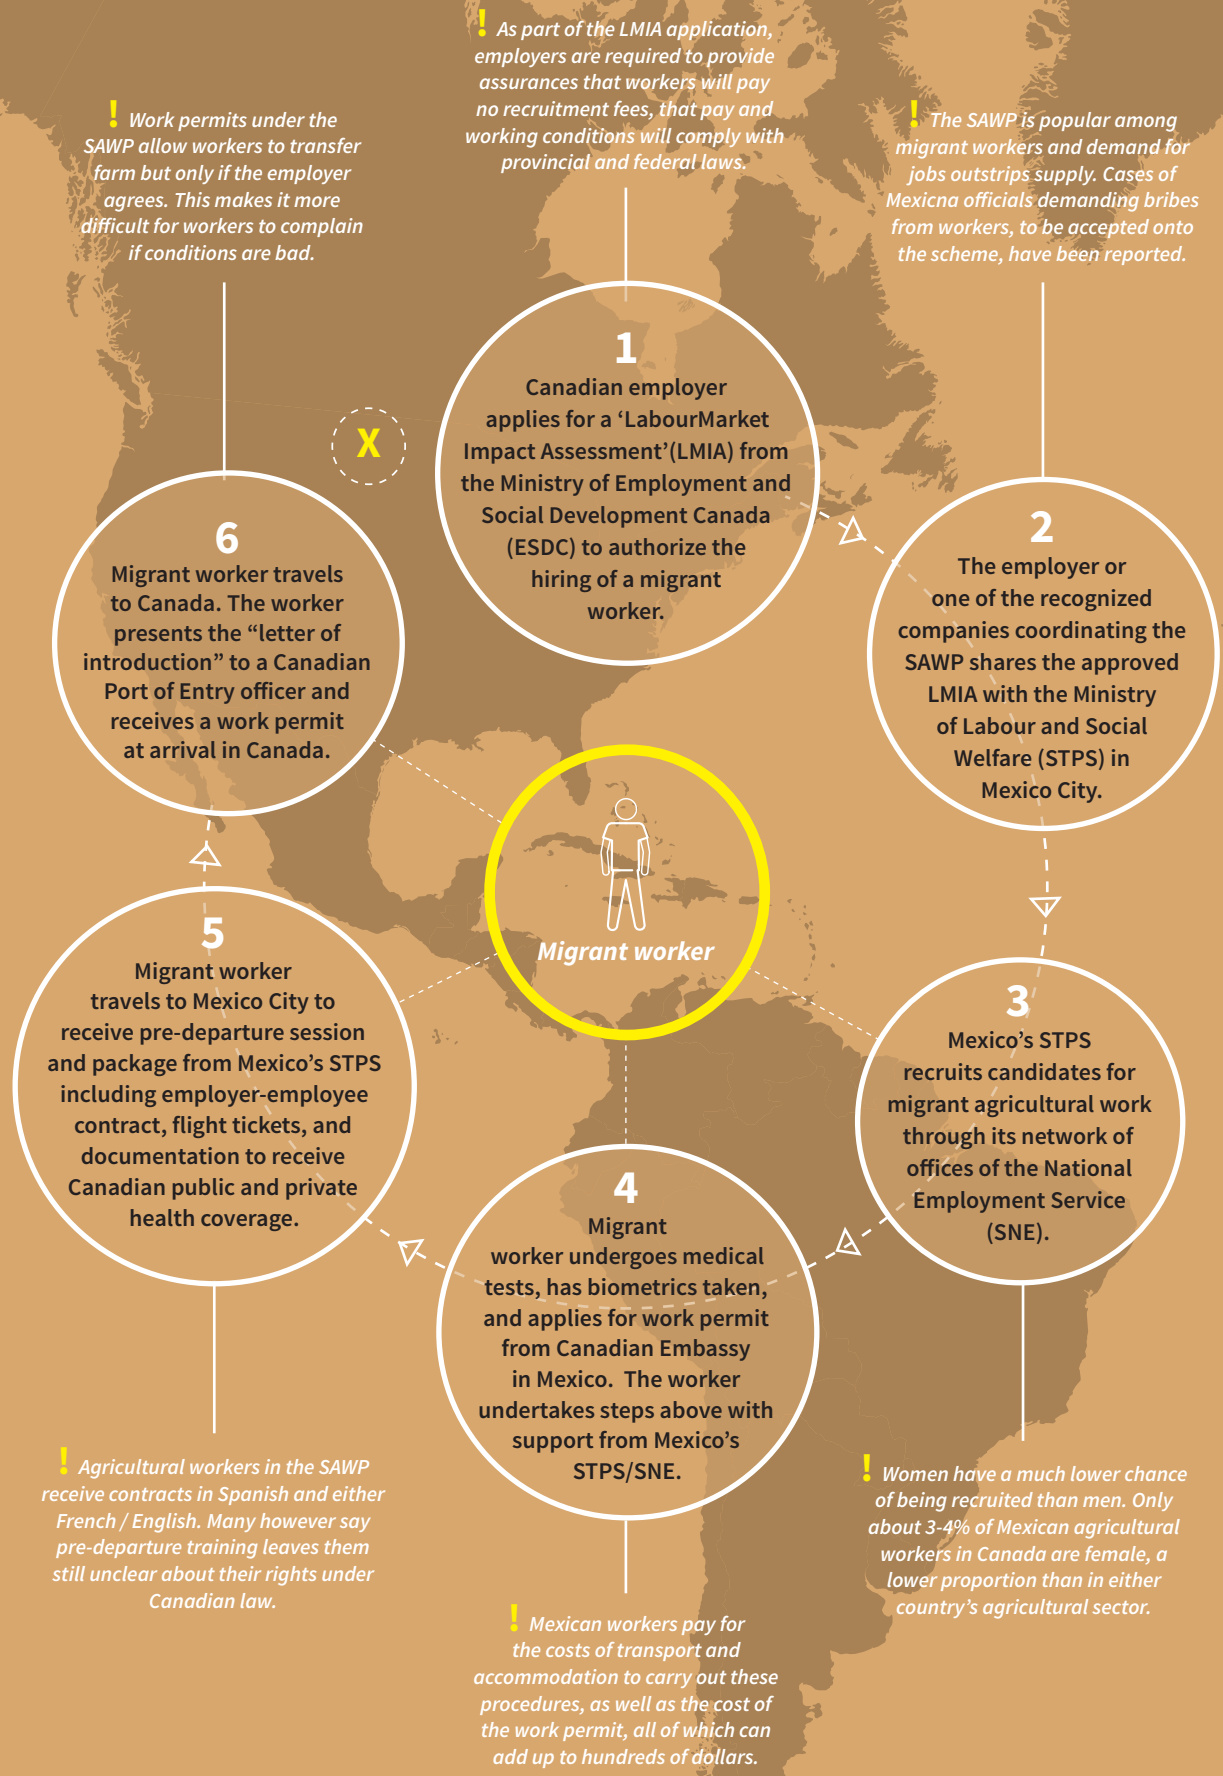 ! As part of the LMIA application,
employers are required to provide
assurances that workers will pay
no recruitment fees, that pay and
working conditions will comply with
provincial and federal laws.
! Work permits under the
SAWP allow workers to transfer
farm but only if the employer
agrees. This makes it more
difficult for workers to complain
if conditions are bad.
! The SAWP is popular among
migrant workers and demand for
jobs outstrips supply. Cases of
Mexicna officials demanding bribes
from workers, to be accepted onto
the scheme, have been reported.
1
Canadian employer
applies for a ‘LabourMarket
Impact Assessment’(LMIA) from
the Ministry of Employment and
Social Development Canada
(ESDC) to authorize the
hiring of a migrant
worker.
X
2
The employer or
one of the recognized
companies coordinating the
SAWP shares the approved
LMIA with the Ministry
of Labour and Social
Welfare (STPS) in
Mexico City.
6
Migrant worker travels
to Canada. The worker
presents the “letter of
introduction” to a Canadian
Port of Entry officer and
receives a work permit
at arrival in Canada.
Migrant worker
3
Mexico’s STPS
recruits candidates for
migrant agricultural work
through its network of
offices of the National
Employment Service
(SNE).
5
Migrant worker
travels to Mexico City to
receive pre-departure session
and package from Mexico’s STPS
including employer-employee
contract, flight tickets, and
documentation to receive
Canadian public and private
health coverage.
4
Migrant
worker undergoes medical
tests, has biometrics taken,
and applies for work permit
from Canadian Embassy
in Mexico. The worker
undertakes steps above with
support from Mexico’s
STPS/SNE.
! Agricultural workers in the SAWP
receive contracts in Spanish and either
French / English. Many however say
pre-departure training leaves them
still unclear about their rights under
Canadian law.
! Women have a much lower chance
of being recruited than men. Only
about 3-4% of Mexican agricultural
workers in Canada are female, a
lower proportion than in either
country’s agricultural sector.
! Mexican workers pay for
the costs of transport and
accommodation to carry out these
procedures, as well as the cost of
the work permit, all of which can
add up to hundreds of dollars.